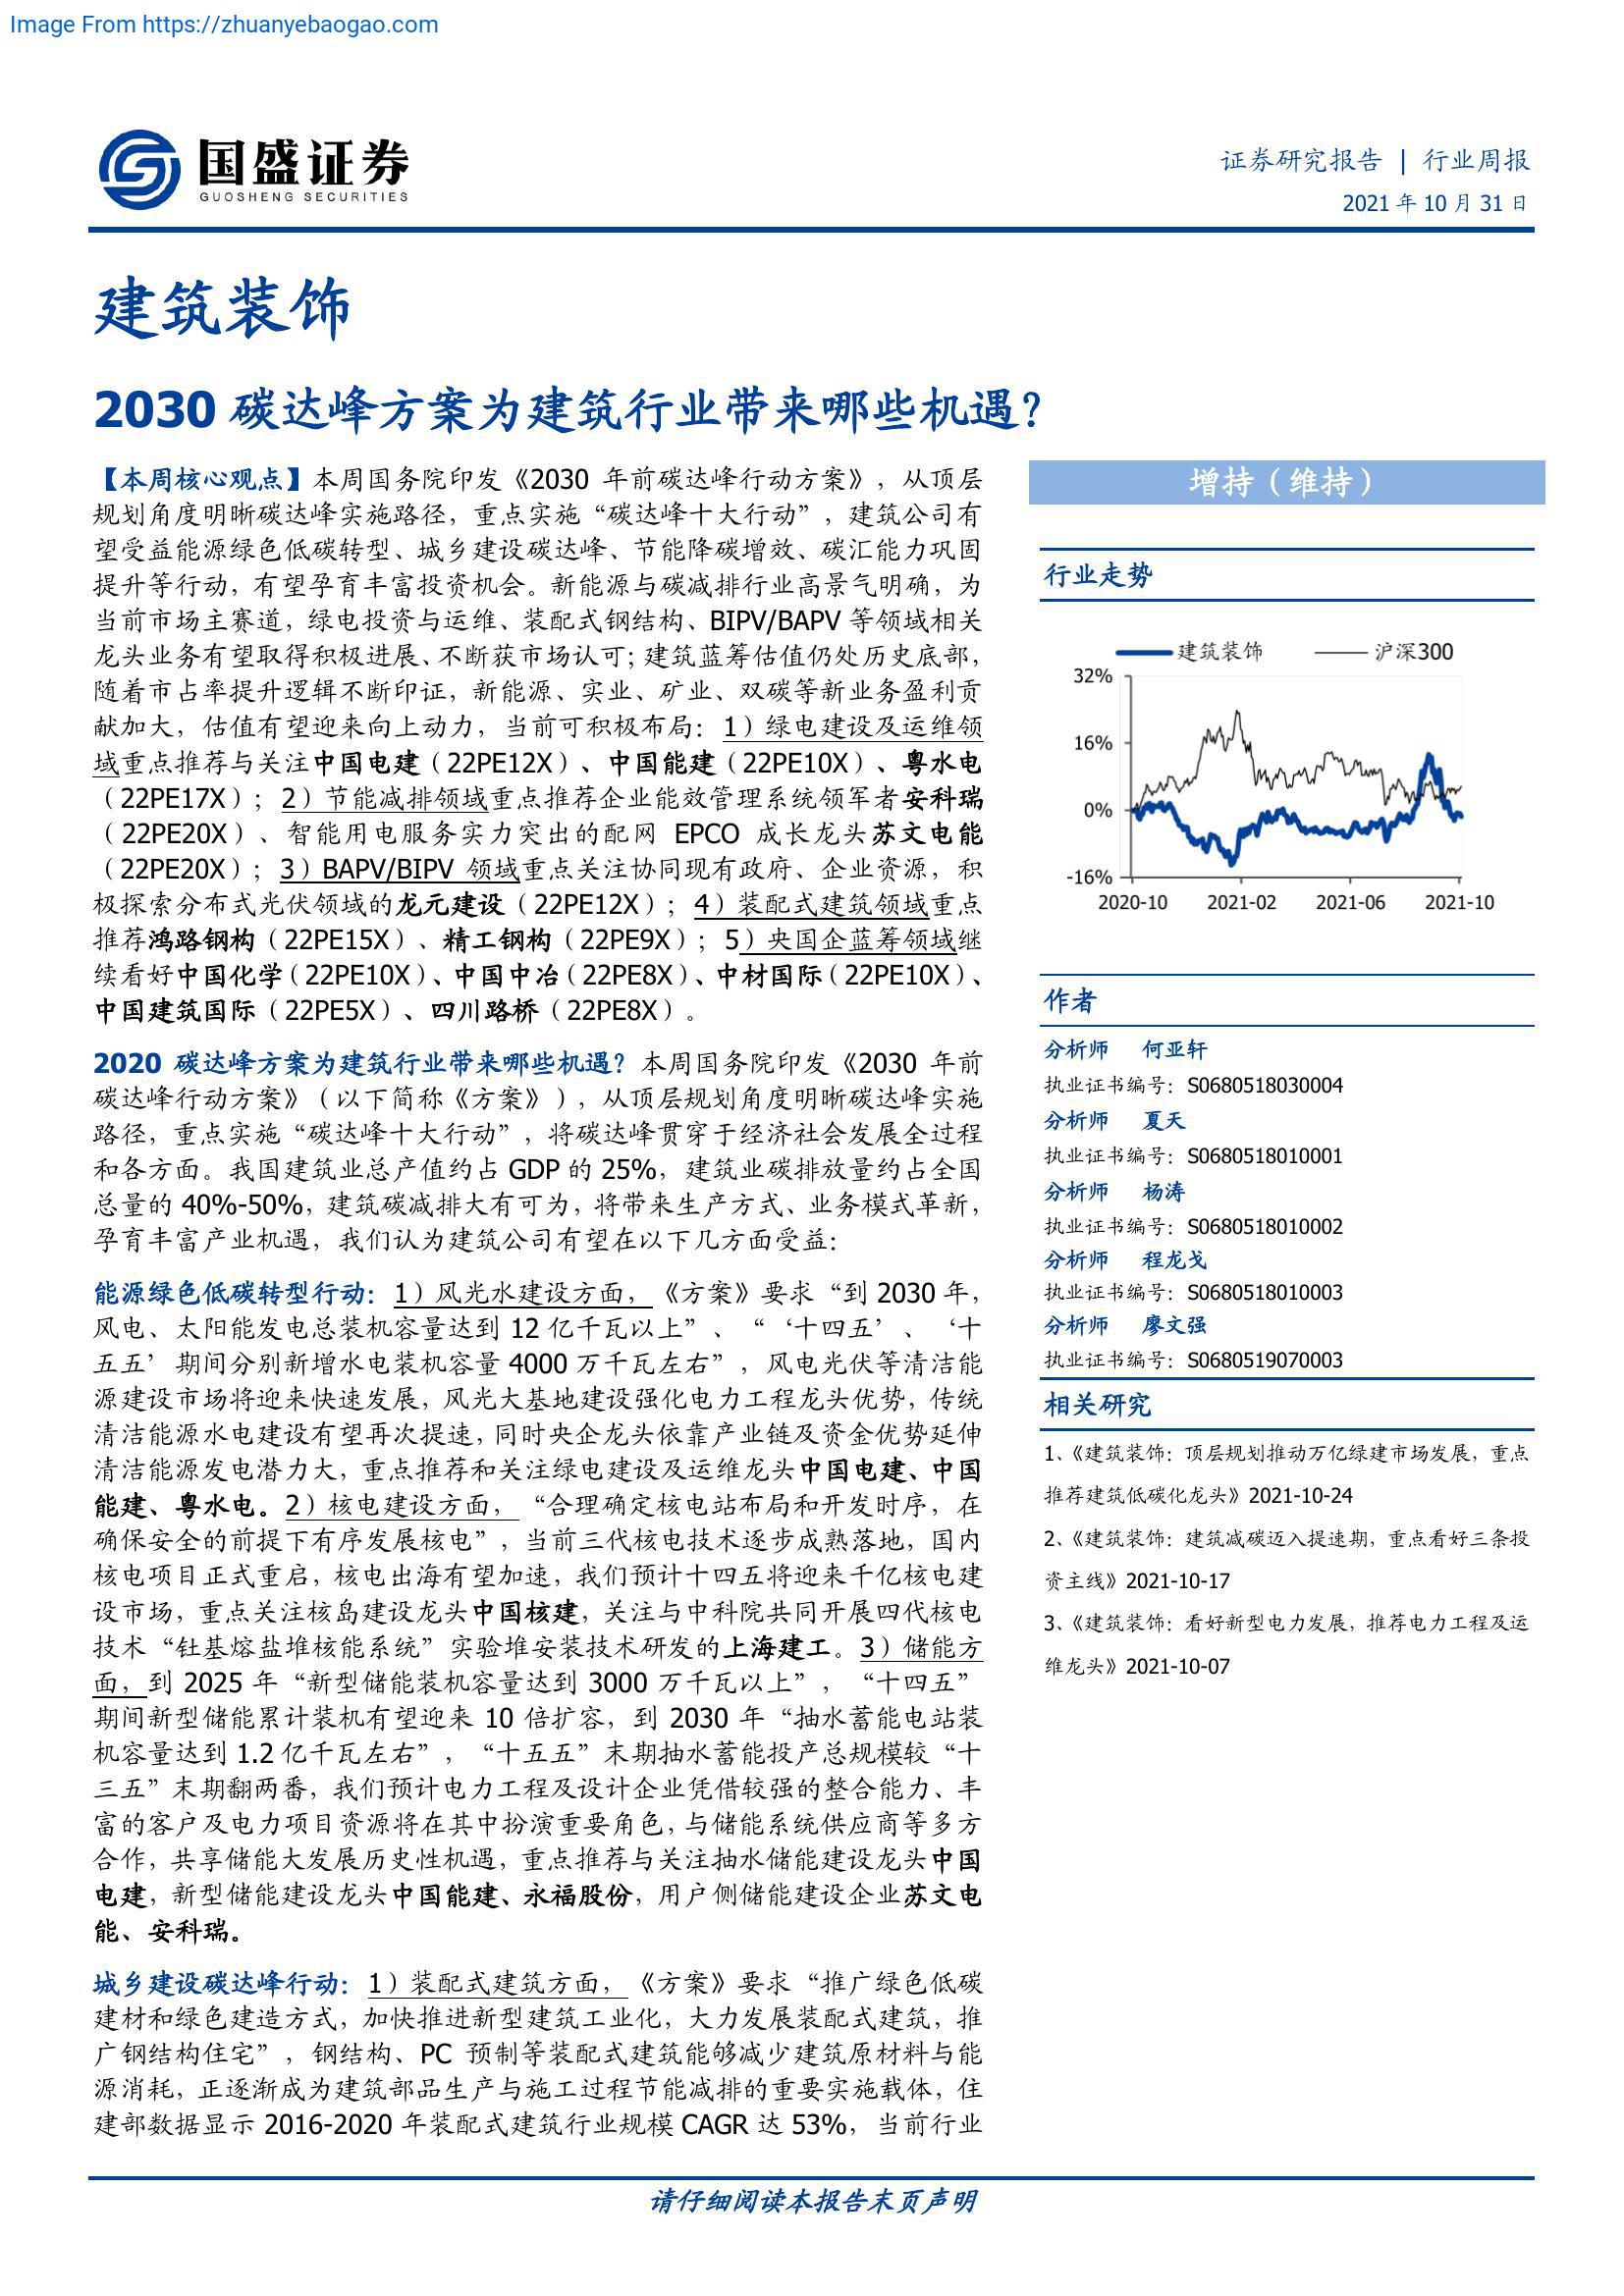 Image From https://zhuanyebaogao.com
国盛证券
GUOSHENG SECURITIES
证券研究报告 | 行业周报
2021 年 10 月 31 日
建筑装饰
2030 碳达峰方案为建筑行业带来哪些机遇？
【本周核心观点】本周国务院印发《2030 年前碳达峰行动方案》，从顶层
规划角度明晰碳达峰实施路径，重点实施“碳达峰十大行动”，建筑公司有
望受益能源绿色低碳转型、城乡建设碳达峰、节能降碳增效、碳汇能力巩固
提升等行动，有望孕育丰富投资机会。新能源与碳减排行业高景气明确，为
当前市场主赛道，绿电投资与运维、装配式钢结构、BIPV/BAPV 等领域相关
龙头业务有望取得积极进展、不断获市场认可；建筑蓝筹估值仍处历史底部，
随着市占率提升逻辑不断印证，新能源、实业、矿业、双碳等新业务盈利贡
献加大，估值有望迎来向上动力，当前可积极布局：1）绿电建设及运维领
域重点推荐与关注中国电建（22PE12X）、中国能建（22PE10X）、粤水电
（22PE17X）；2）节能减排领域重点推荐企业能效管理系统领军者安科瑞
（22PE20X）、智能用电服务实力突出的配网 EPCO 成长龙头苏文电能
（22PE20X）；3）BAPV/BIPV 领域重点关注协同现有政府、企业资源，积
极探索分布式光伏领域的龙元建设（22PE12X）；4）装配式建筑领域重点
推荐鸿路钢构（22PE15X）、精工钢构（22PE9X）；5）央国企蓝筹领域继
续看好中国化学（22PE10X）、中国中冶（22PE8X）、中材国际（22PE10X）、
中国建筑国际（22PE5X）、四川路桥（22PE8X）。
2020 碳达峰方案为建筑行业带来哪些机遇？本周国务院印发《2030 年前
碳达峰行动方案》（以下简称《方案》），从顶层规划角度明晰碳达峰实施
路径，重点实施“碳达峰十大行动”，将碳达峰贯穿于经济社会发展全过程
和各方面。我国建筑业总产值约占 GDP 的 25%，建筑业碳排放量约占全国
总量的 40%-50%，建筑碳减排大有可为，将带来生产方式、业务模式革新，
孕育丰富产业机遇，我们认为建筑公司有望在以下几方面受益：
能源绿色低碳转型行动：1）风光水建设方面，《方案》要求“到 2030 年，
风电、太阳能发电总装机容量达到 12 亿千瓦以上”、“‘十四五’、‘十
五五’期间分别新增水电装机容量 4000 万千瓦左右”，风电光伏等清洁能
源建设市场将迎来快速发展，风光大基地建设强化电力工程龙头优势，传统
清洁能源水电建设有望再次提速，同时央企龙头依靠产业链及资金优势延伸
清洁能源发电潜力大，重点推荐和关注绿电建设及运维龙头中国电建、中国
能建、粤水电。2）核电建设方面，“合理确定核电站布局和开发时序，在
确保安全的前提下有序发展核电”，当前三代核电技术逐步成熟落地，国内
核电项目正式重启，核电出海有望加速，我们预计十四五将迎来千亿核电建
设市场，重点关注核岛建设龙头中国核建，关注与中科院共同开展四代核电
技术“钍基熔盐堆核能系统”实验堆安装技术研发的上海建工。3）储能方
面，到 2025 年“新型储能装机容量达到 3000 万千瓦以上”，“十四五”
期间新型储能累计装机有望迎来 10 倍扩容，到 2030 年“抽水蓄能电站装
机容量达到 1.2 亿千瓦左右”，“十五五”末期抽水蓄能投产总规模较“十
三五”末期翻两番，我们预计电力工程及设计企业凭借较强的整合能力、丰
富的客户及电力项目资源将在其中扮演重要角色，与储能系统供应商等多方
合作，共享储能大发展历史性机遇，重点推荐与关注抽水储能建设龙头中国
电建，新型储能建设龙头中国能建、永福股份，用户侧储能建设企业苏文电
能、安科瑞。
城乡建设碳达峰行动：1）装配式建筑方面，《方案》要求“推广绿色低碳
建材和绿色建造方式，加快推进新型建筑工业化，大力发展装配式建筑，推
广钢结构住宅”，钢结构、PC 预制等装配式建筑能够减少建筑原材料与能
源消耗，正逐渐成为建筑部品生产与施工过程节能减排的重要实施载体，住
建部数据显示 2016-2020 年装配式建筑行业规模 CAGR 达 53%，当前行业
增持（维持）
行业走势
建筑装饰 沪深300
32%
16%
0%
-16%
2020-10 2021-02 2021-06 2021-10
作者
分析师 何亚轩
执业证书编号：S0680518030004
分析师 夏天
执业证书编号：S0680518010001
分析师 杨涛
执业证书编号：S0680518010002
分析师 程龙戈
执业证书编号：S0680518010003
分析师 廖文强
执业证书编号：S0680519070003
相关研究
1、《建筑装饰：顶层规划推动万亿绿建市场发展，重点
推荐建筑低碳化龙头》2021-10-24
2、《建筑装饰：建筑减碳迈入提速期，重点看好三条投
资主线》2021-10-17
3、《建筑装饰：看好新型电力发展，推荐电力工程及运
维龙头》2021-10-07
请仔细阅读本报告末页声明